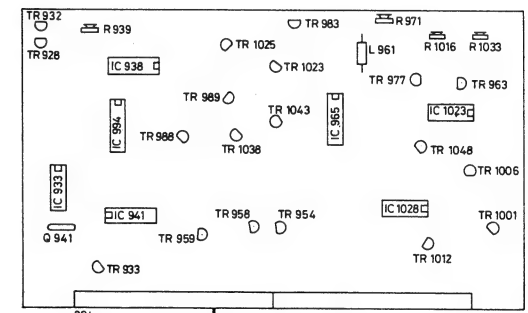 TR 932
R 939
TR 983
R 971
TR 928
TR 1025
L 961
R 1016
R 1033
IC 938
TR 1023
TR 977
TR 963
TR 989
IC 994
TR 1043
IC 965
IC 1023
TR 988
TR 1038
TR 1048
TR 1006
IC 933
IC 941
IC 1028
TR 958
TR 954
TR 1001
Q 941
TR 959
TR 1012
TR 933